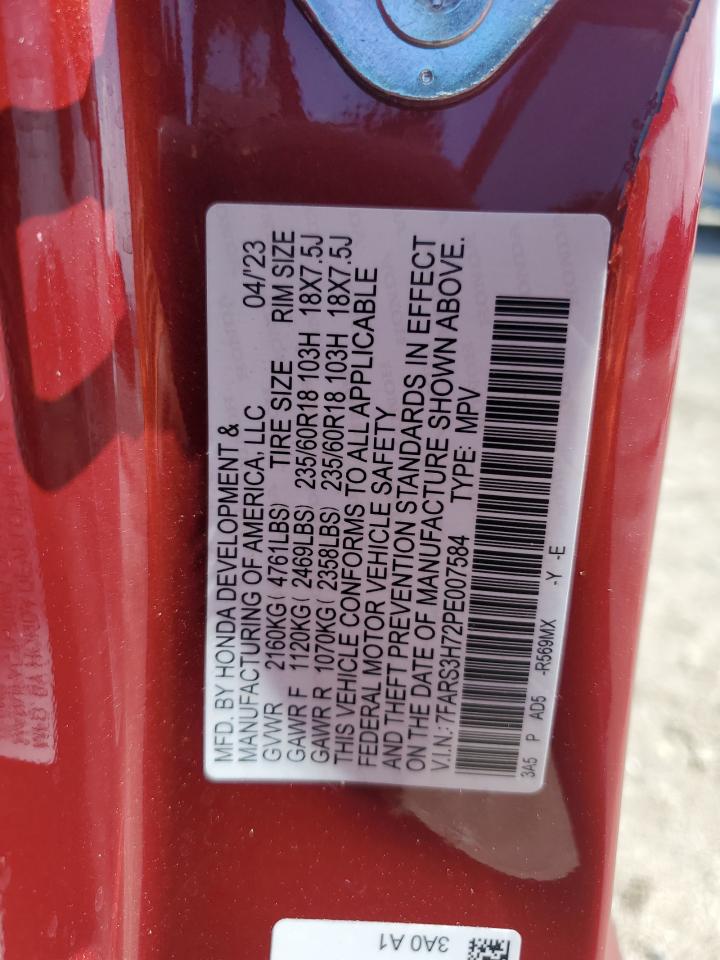 MFD. BY HONDA DEVELOPMENT &
MANUFACTURING OF AMERICA, LLC 04/'23
GVWR 2160KG( 4761LBS) TIRE SIZE RIM SIZE
GAWR F 1120KG( 2469LBS) 235/60R18 103H 18X7.5J
GAWR R 1070KG( 2358LBS) 235/60R18 103H 18X7.5J
THIS VEHICLE CONFORMS TO ALL APPLICABLE
FEDERAL MOTOR VEHICLE SAFETY
AND THEFT PREVENTION STANDARDS IN EFFECT
ON THE DATE OF MANUFACTURE SHOWN ABOVE.
V.I.N.: 7FARS3H72PE007584 TYPE: MPV
3A5 P AD5 -R569MX -Y -E
3A0 A1